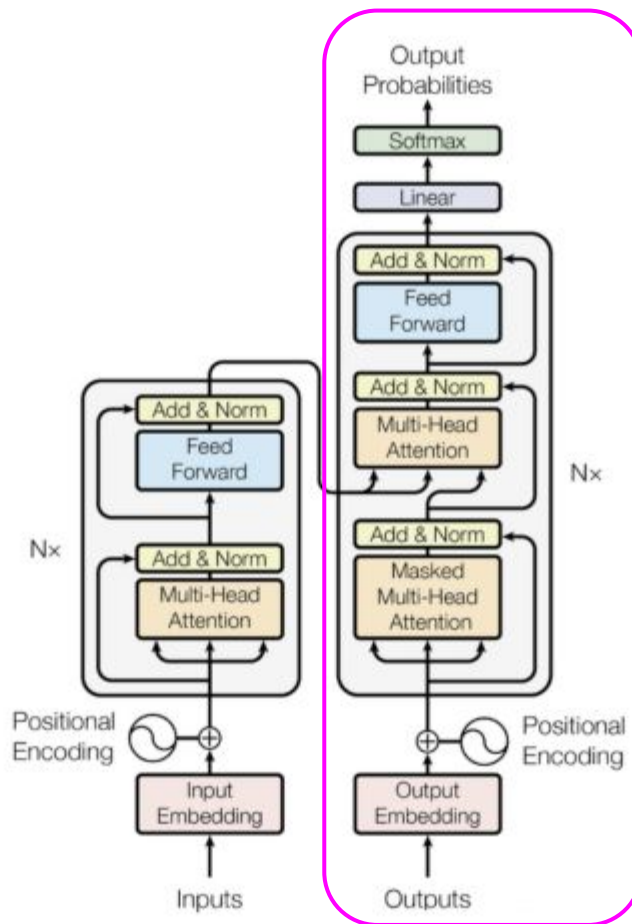 Output
Probabilities
Softmax
Linear
Add & Norm
Feed
Forward
Add & Norm
Multi-Head
Attention
N×
Add & Norm
Masked
Multi-Head
Attention
Positional
Encoding
Output
Embedding
Outputs
Add & Norm
Feed
Forward
N×
Add & Norm
Multi-Head
Attention
Positional
Encoding
Input
Embedding
Inputs